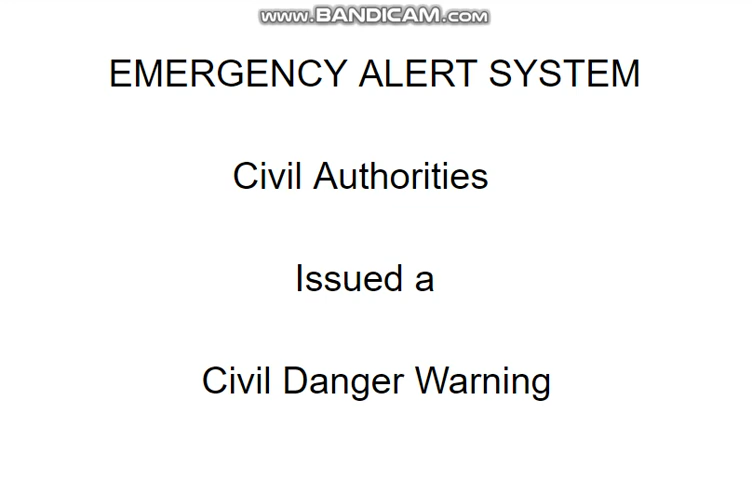 www.BANDICAM.com
EMERGENCY ALERT SYSTEM
Civil Authorities
Issued a
Civil Danger Warning